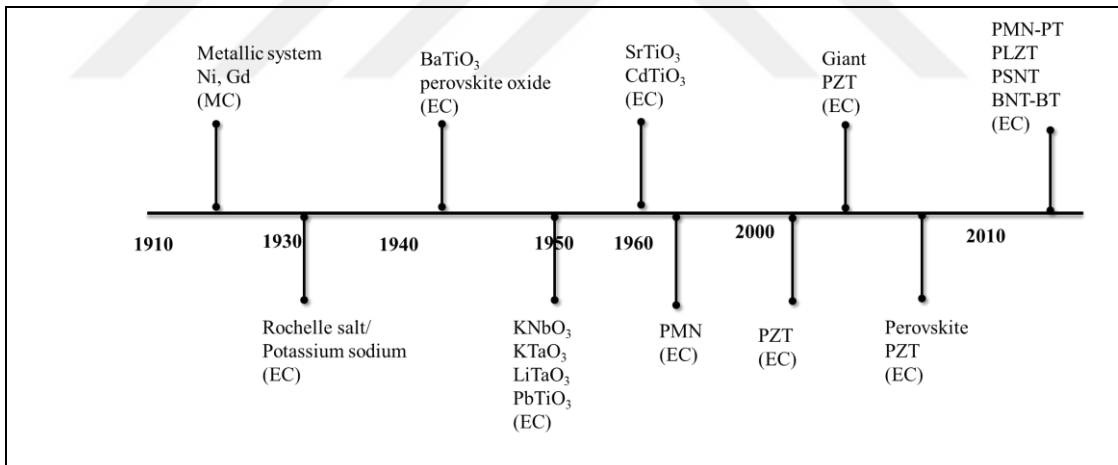 Metallic system
Ni, Gd
(MC)
BaTiO₃
perovskite oxide
(EC)
SrTiO₃
CdTiO₃
(EC)
Giant
PZT
(EC)
PMN-PT
PLZT
PSNT
BNT-BT
(EC)
1910
1930
1940
1950
1960
2000
2010
Rochelle salt/
Potassium sodium
(EC)
KNbO₃
KTaO₃
LiTaO₃
PbTiO₃
(EC)
PMN
(EC)
PZT
(EC)
Perovskite
PZT
(EC)